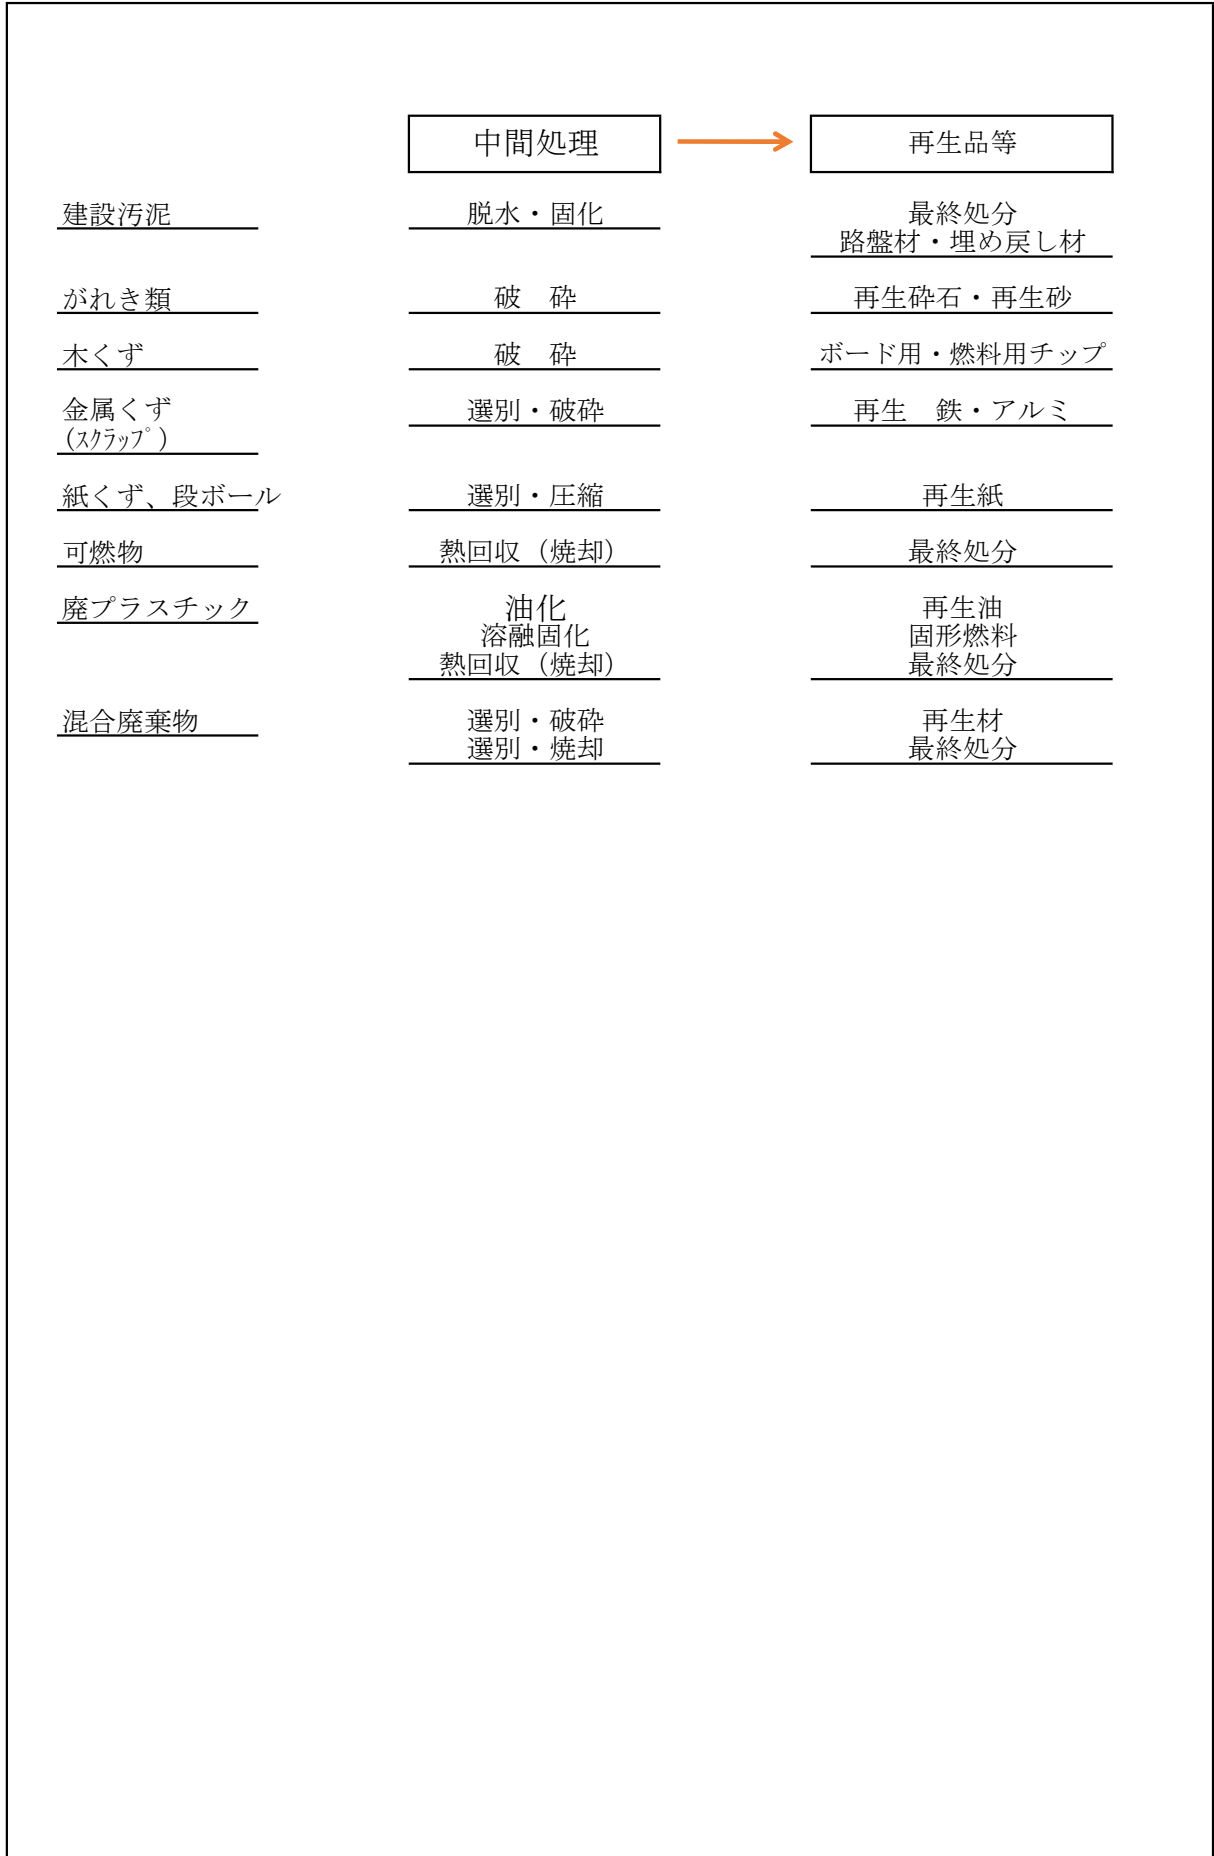 中間処理 再生品等
建設汚泥 脱水・固化 最終処分
路盤材・埋め戻し材
がれき類 破　砕 再生砕石・再生砂
木くず 破　砕 ボード用・燃料用チップ
金属くず 選別・破砕 再生　鉄・アルミ
(ｽｸﾗｯﾌﾟ)
紙くず、段ボール 選別・圧縮 再生紙
可燃物 熱回収（焼却） 最終処分
廃プラスチック 油化 再生油
溶融固化 固形燃料
熱回収（焼却） 最終処分
混合廃棄物 選別・破砕 再生材
選別・焼却 最終処分